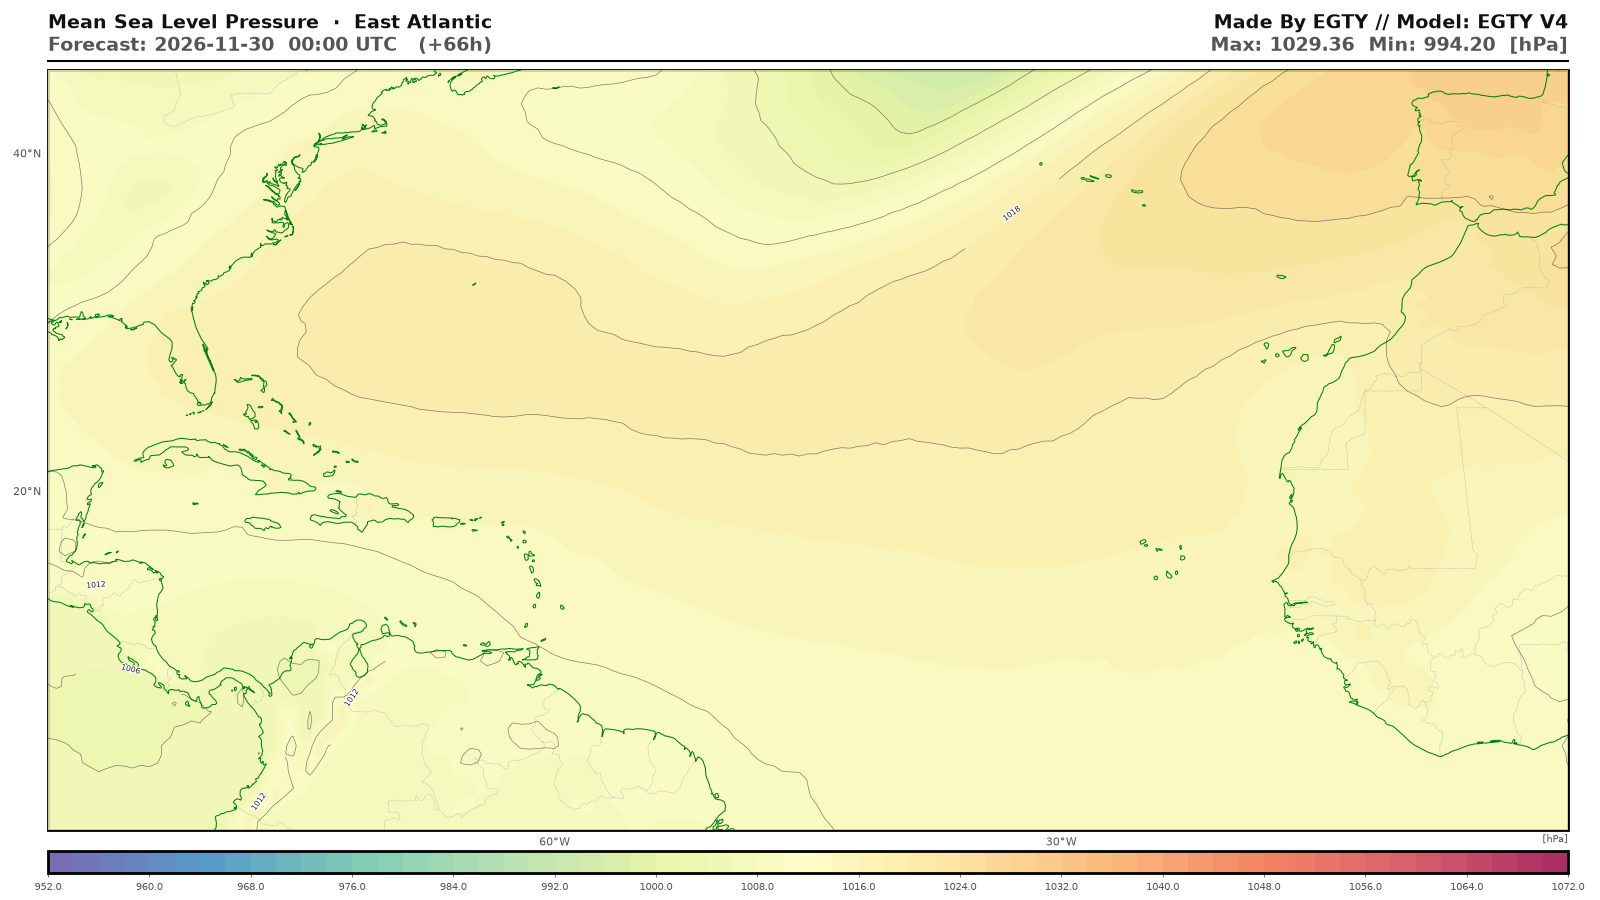 Mean Sea Level Pressure · East Atlantic
Made By EGTY // Model: EGTY V4
Forecast: 2026-11-30 00:00 UTC (+66h)
Max: 1029.36 Min: 994.20 [hPa]
40°N
1018
20°N
1012
1006
1012
1012
60°W
30°W
[hPa]
952.0 960.0 968.0 976.0 984.0 992.0 1000.0 1008.0 1016.0 1024.0 1032.0 1040.0 1048.0 1056.0 1064.0 1072.0